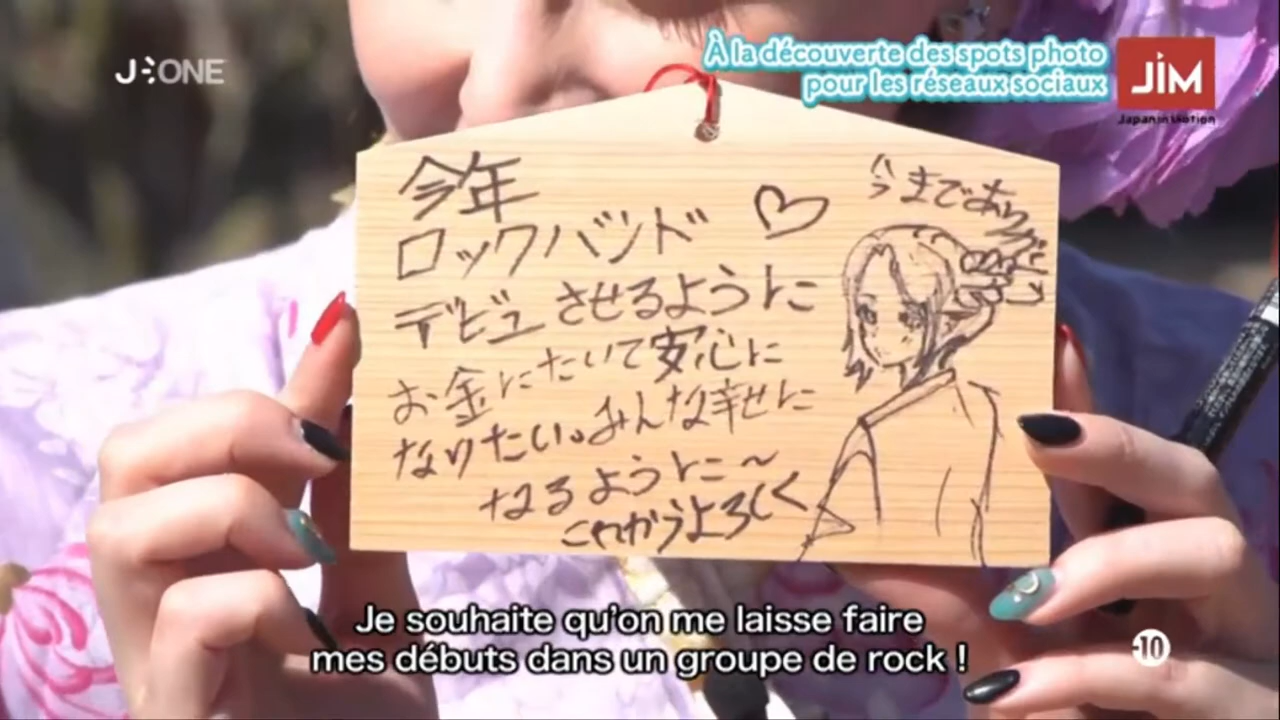 J:ONE
À la découverte des spots photo
pour les réseaux sociaux
JIM
Japan in Motion
今年
ロックバンド
デビューさせるように
お金にたいて安心に
なりたい。みんな幸せに
なるように〜
これからよろしく
今まであり
Je souhaite qu'on me laisse faire
mes débuts dans un groupe de rock !
-10